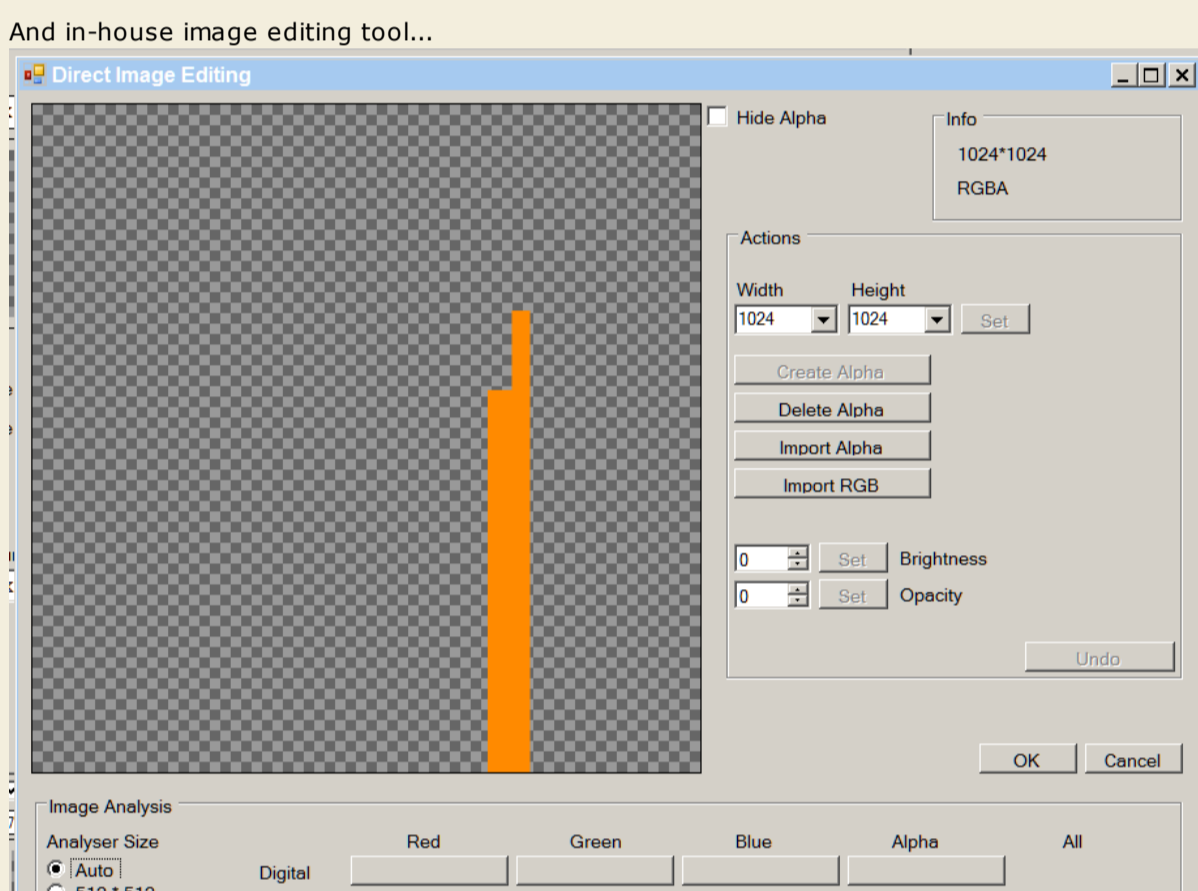 And in-house image editing tool...
Direct Image Editing
Hide Alpha
Info
1024*1024
RGBA
Actions
Width Height
1024 1024 Set
Create Alpha
Delete Alpha
Import Alpha
Import RGB
0 Set Brightness
0 Set Opacity
Undo
OK Cancel
Image Analysis
Analyser Size Red Green Blue Alpha All
Auto Digital